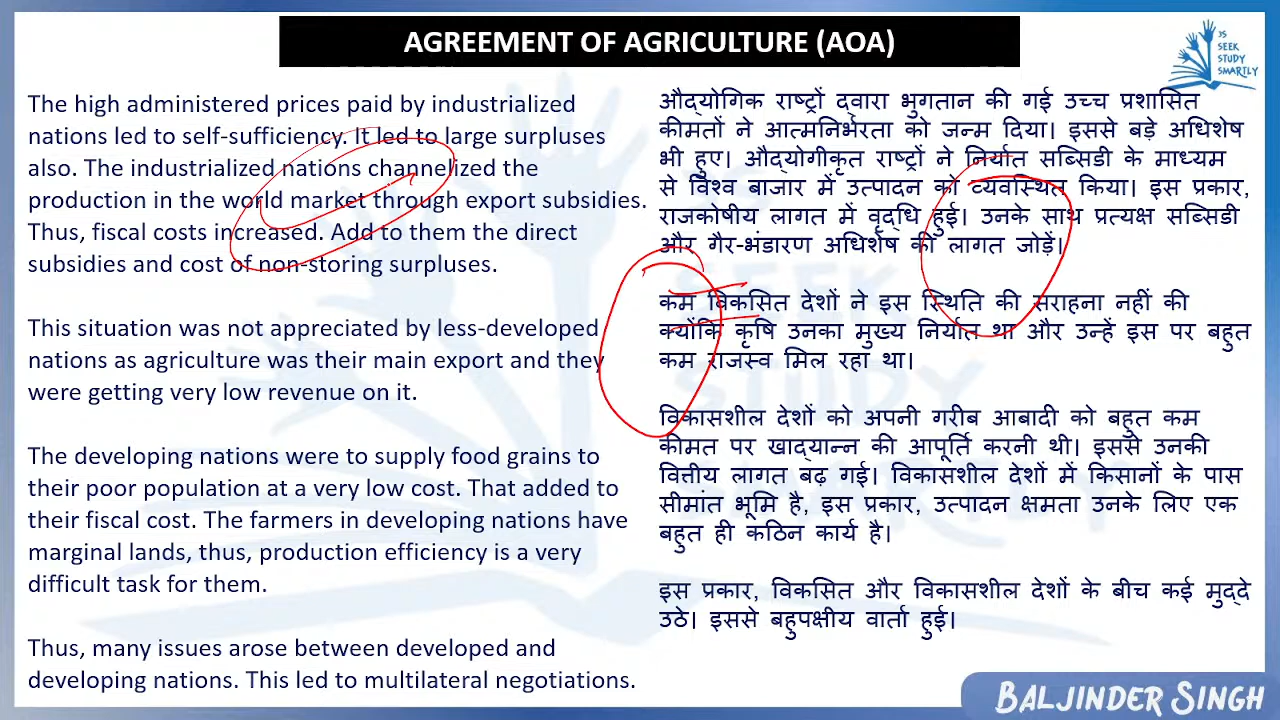 AGREEMENT OF AGRICULTURE (AOA)
JS
SEEK
STUDY
SMARTLY
The high administered prices paid by industrialized
nations led to self-sufficiency. It led to large surpluses
also. The industrialized nations channelized the
production in the world market through export subsidies.
Thus, fiscal costs increased. Add to them the direct
subsidies and cost of non-storing surpluses.
This situation was not appreciated by less-developed
nations as agriculture was their main export and they
were getting very low revenue on it.
The developing nations were to supply food grains to
their poor population at a very low cost. That added to
their fiscal cost. The farmers in developing nations have
marginal lands, thus, production efficiency is a very
difficult task for them.
Thus, many issues arose between developed and
developing nations. This led to multilateral negotiations.
औद्योगिक राष्ट्रों द्वारा भुगतान की गई उच्च प्रशासित
कीमतों ने आत्मनिर्भरता को जन्म दिया। इससे बड़े अधिशेष
भी हुए। औद्योगीकृत राष्ट्रों ने निर्यात सब्सिडी के माध्यम
से विश्व बाजार में उत्पादन को व्यवस्थित किया। इस प्रकार,
राजकोषीय लागत में वृद्धि हुई। उनके साथ प्रत्यक्ष सब्सिडी
और गैर-भंडारण अधिशेष की लागत जोड़ें।
कम विकसित देशों ने इस स्थिति की सराहना नहीं की
क्योंकि कृषि उनका मुख्य निर्यात था और उन्हें इस पर बहुत
कम राजस्व मिल रहा था।
विकासशील देशों को अपनी गरीब आबादी को बहुत कम
कीमत पर खाद्यान्न की आपूर्ति करनी थी। इससे उनकी
वित्तीय लागत बढ़ गई। विकासशील देशों में किसानों के पास
सीमांत भूमि है, इस प्रकार, उत्पादन क्षमता उनके लिए एक
बहुत ही कठिन कार्य है।
इस प्रकार, विकसित और विकासशील देशों के बीच कई मुद्दे
उठे। इससे बहुपक्षीय वार्ता हुई।
JS
SEEK
STUDY
SMARTLY
BALJINDER SINGH